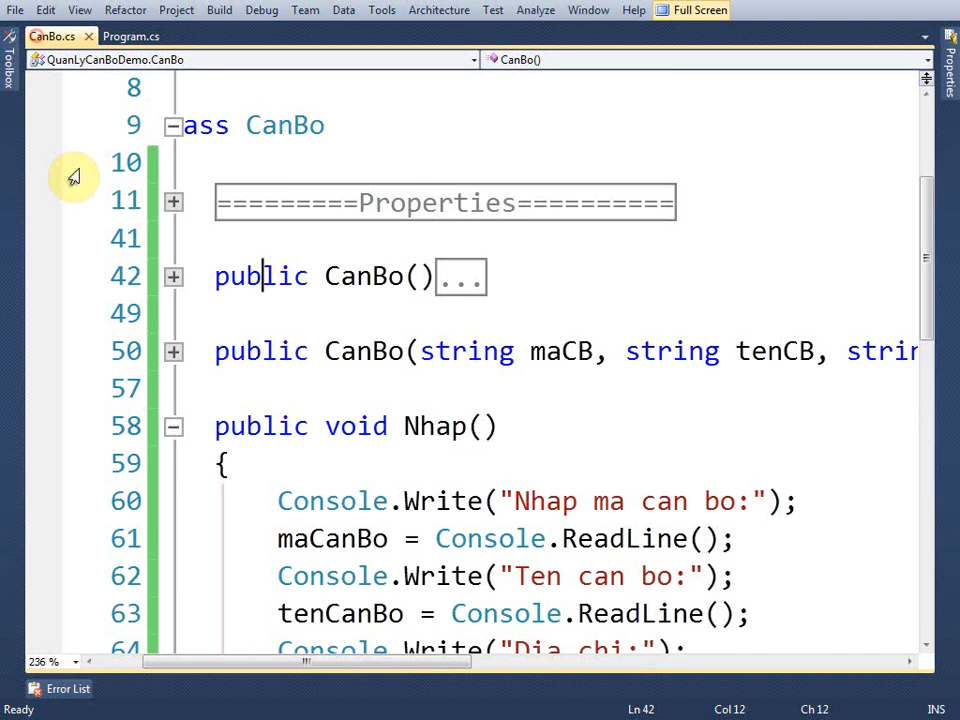 File Edit View Refactor Project Build Debug Team Data Tools Architecture Test Analyze Window Help Full Screen
CanBo.cs Program.cs
Toolbox
Properties
QuanLyCanBoDemo.CanBo CanBo()
8
9 ass CanBo
10
11 =========Properties==========
41
42 public CanBo()...
49
50 public CanBo(string maCB, string tenCB, strin
57
58 public void Nhap()
59 {
60 Console.Write("Nhap ma can bo:");
61 maCanBo = Console.ReadLine();
62 Console.Write("Ten can bo:");
63 tenCanBo = Console.ReadLine();
64 Console.Write("Dia chi:");
236 %
Error List
Ready Ln 42 Col 12 Ch 12 INS